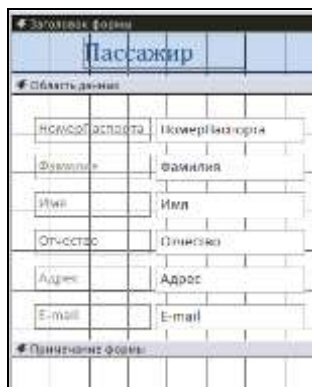 Заголовок формы
Пассажир
Область данных
НомерПаспорта НомерПаспорта
Фамилия Фамилия
Имя Имя
Отчество Отчество
Адрес Адрес
E-mail E-mail
Примечание формы